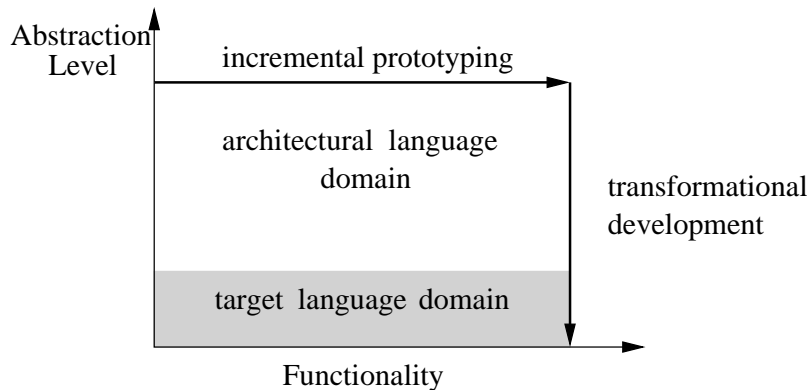 Abstraction
Level
incremental prototyping
architectural language
domain
transformational
development
target language domain
Functionality